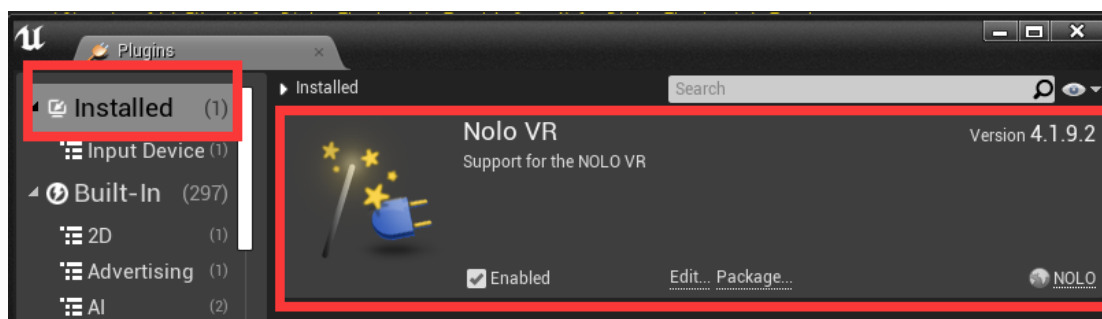 Plugins
Installed (1)
Input Device (1)
Built-In (297)
2D (1)
Advertising (1)
AI (2)
Installed
Search
Nolo VR
Version 4.1.9.2
Support for the NOLO VR
Enabled
Edit... Package...
NOLO